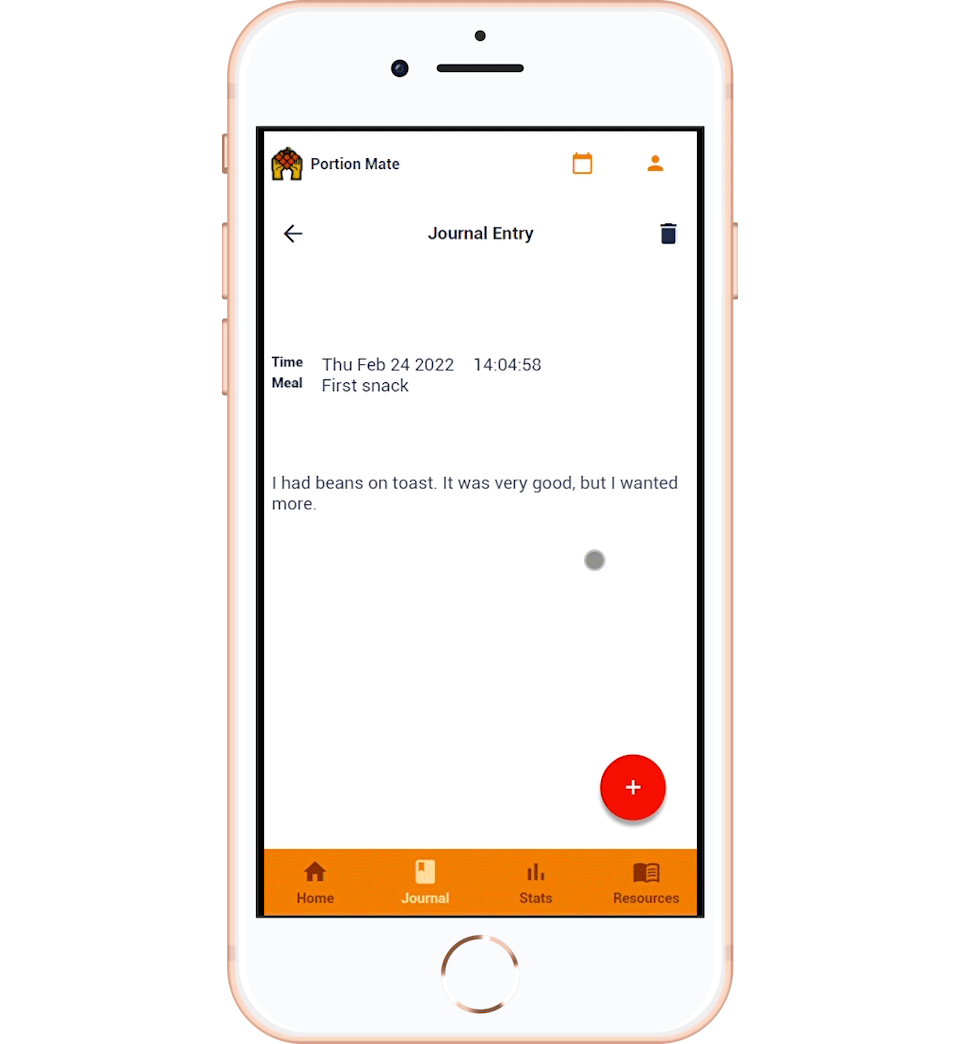 Portion Mate
Journal Entry
Time Thu Feb 24 2022 14:04:58
Meal First snack
I had beans on toast. It was very good, but I wanted
more.
+
Home Journal Stats Resources